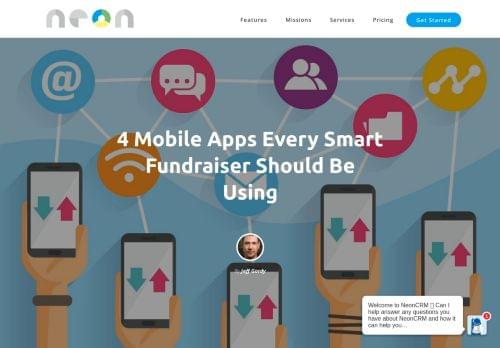 neon
Features
Missions
Services
Pricing
Get Started
4 Mobile Apps Every Smart
Fundraiser Should Be
Using
By Jeff Gordy
Welcome to NeonCRM 🙂 Can I
help answer any questions you
have about NeonCRM and how it
can help you...
1